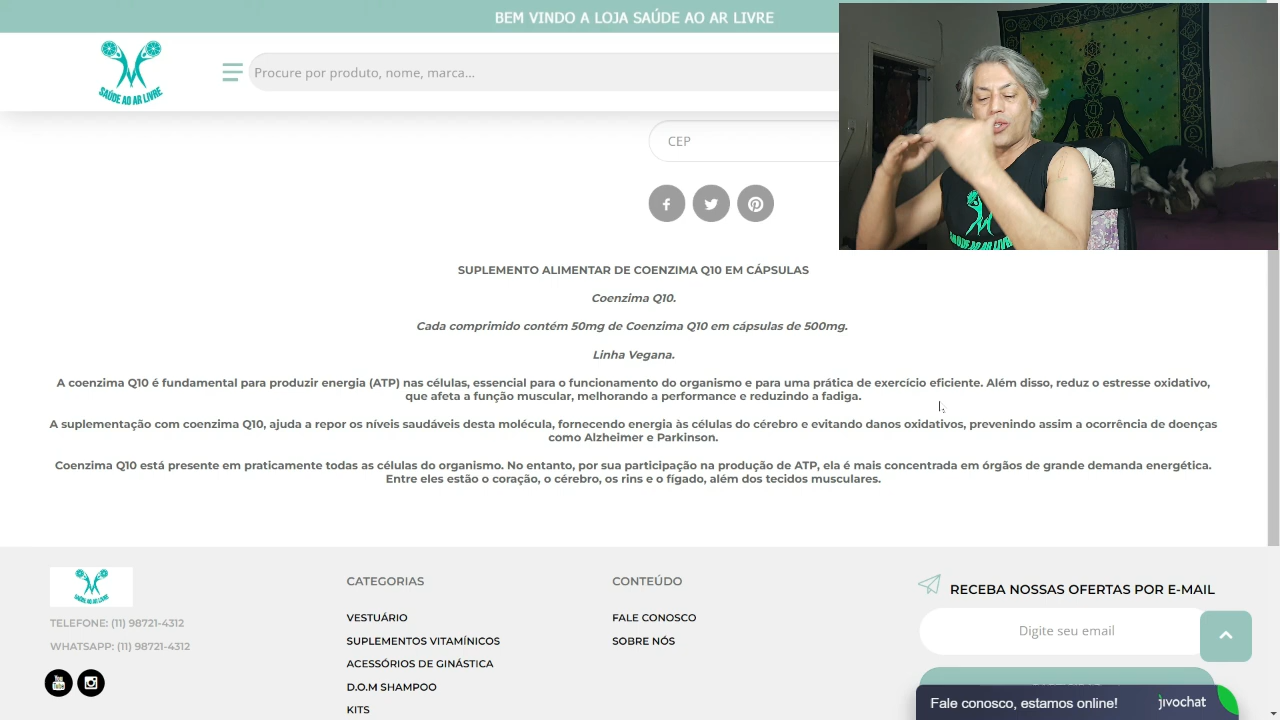 BEM VINDO A LOJA SAÚDE AO AR LIVRE
SAÚDE AO AR LIVRE
Procure por produto, nome, marca...
CEP
SAÚDE AO AR LIVRE
SUPLEMENTO ALIMENTAR DE COENZIMA Q10 EM CÁPSULAS
Coenzima Q10.
Cada comprimido contém 50mg de Coenzima Q10 em cápsulas de 500mg.
Linha Vegana.
A coenzima Q10 é fundamental para produzir energia (ATP) nas células, essencial para o funcionamento do organismo e para uma prática de exercício eficiente. Além disso, reduz o estresse oxidativo,
que afeta a função muscular, melhorando a performance e reduzindo a fadiga.
A suplementação com coenzima Q10, ajuda a repor os níveis saudáveis desta molécula, fornecendo energia às células do cérebro e evitando danos oxidativos, prevenindo assim a ocorrência de doenças
como Alzheimer e Parkinson.
Coenzima Q10 está presente em praticamente todas as células do organismo. No entanto, por sua participação na produção de ATP, ela é mais concentrada em órgãos de grande demanda energética.
Entre eles estão o coração, o cérebro, os rins e o fígado, além dos tecidos musculares.
SAÚDE AO AR LIVRE
TELEFONE: (11) 98721-4312
WHATSAPP: (11) 98721-4312
CATEGORIAS
VESTUÁRIO
SUPLEMENTOS VITAMÍNICOS
ACESSÓRIOS DE GINÁSTICA
D.O.M SHAMPOO
KITS
CONTEÚDO
FALE CONOSCO
SOBRE NÓS
RECEBA NOSSAS OFERTAS POR E-MAIL
Digite seu email
Fale conosco, estamos online!
jivochat